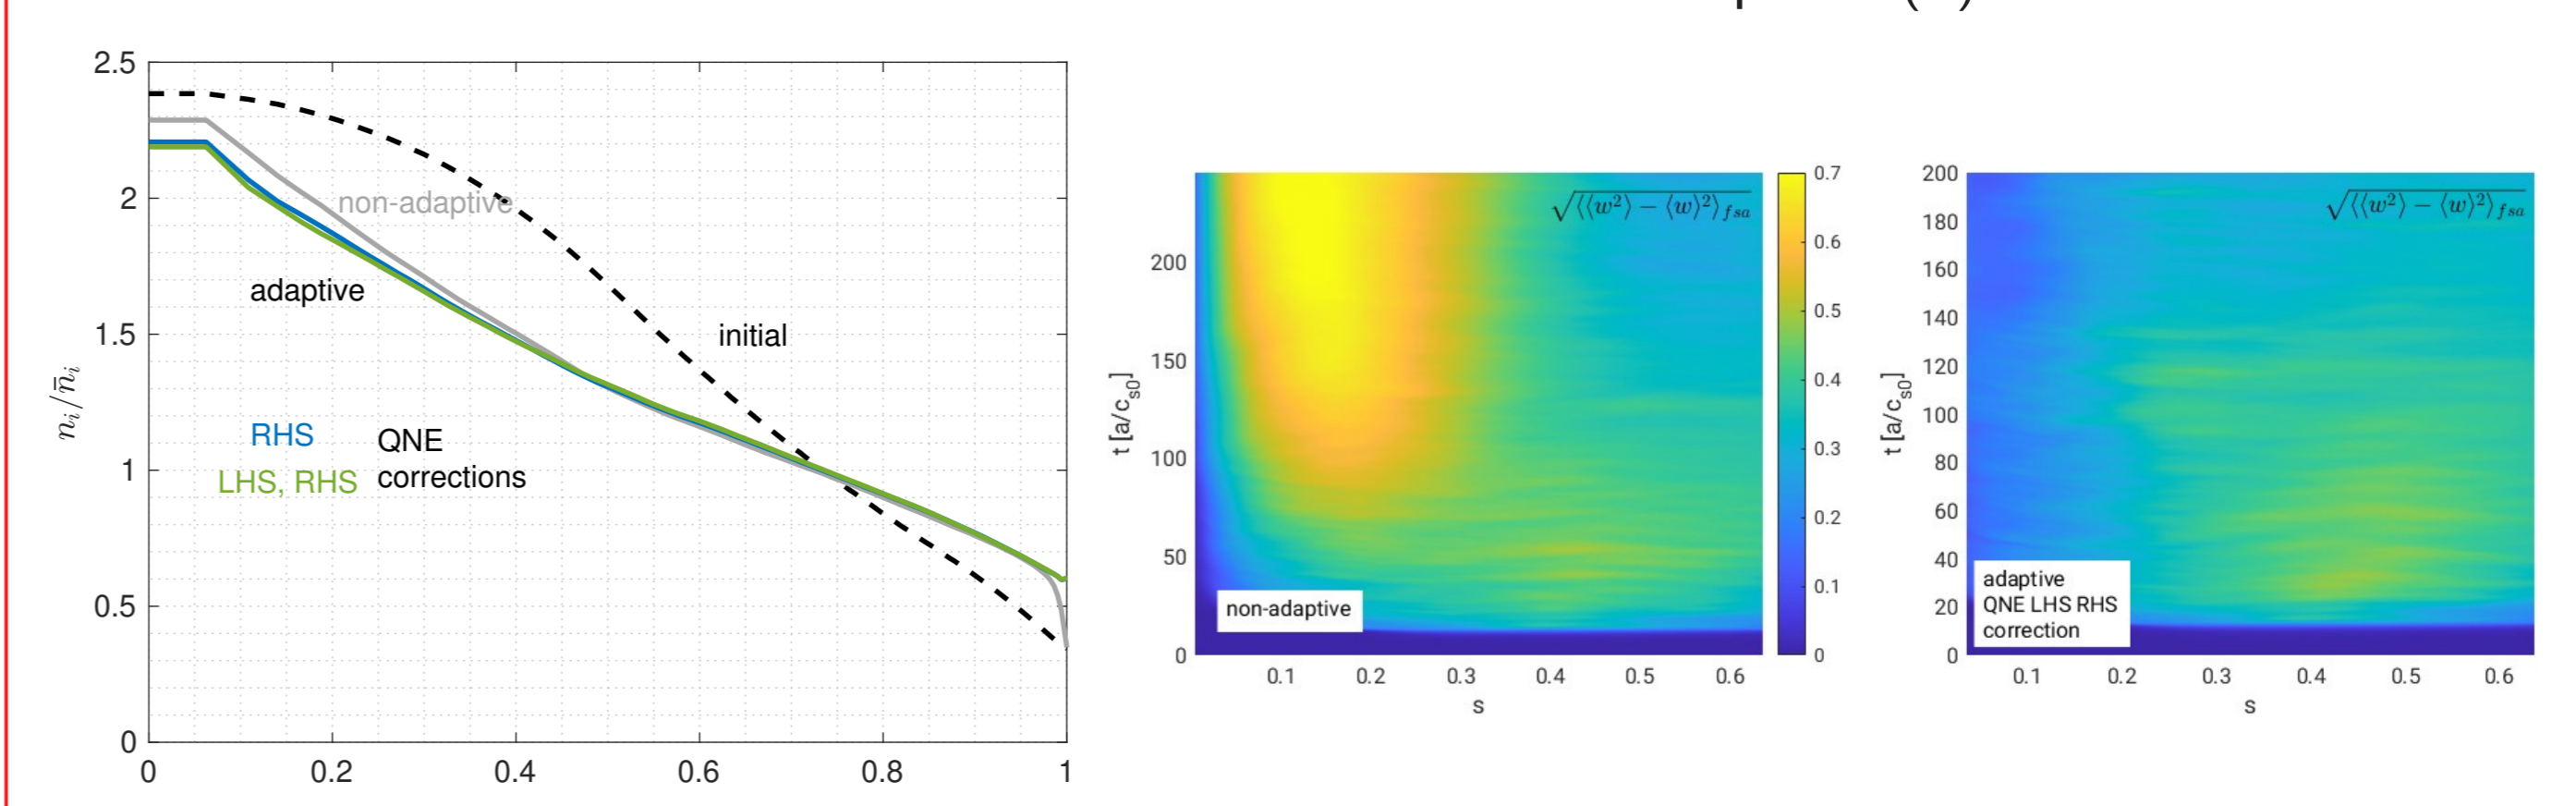 2.5
2
1.5
1
0.5
0
0 0.2 0.4 0.6 0.8 1
n_i/n̄_i
non-adaptive
adaptive
initial
RHS
LHS, RHS
QNE
corrections
√⟨⟨w²⟩ − ⟨w⟩²⟩_fsa
200
150
100
50
0
t [a/c_s0]
non-adaptive
0.1 0.2 0.3 0.4 0.5 0.6
s
0.7
0.6
0.5
0.4
0.3
0.2
0.1
0
√⟨⟨w²⟩ − ⟨w⟩²⟩_fsa
200
180
160
140
120
100
80
60
40
20
0
t [a/c_s0]
adaptive
QNE LHS RHS
correction
0.1 0.2 0.3 0.4 0.5 0.6
s